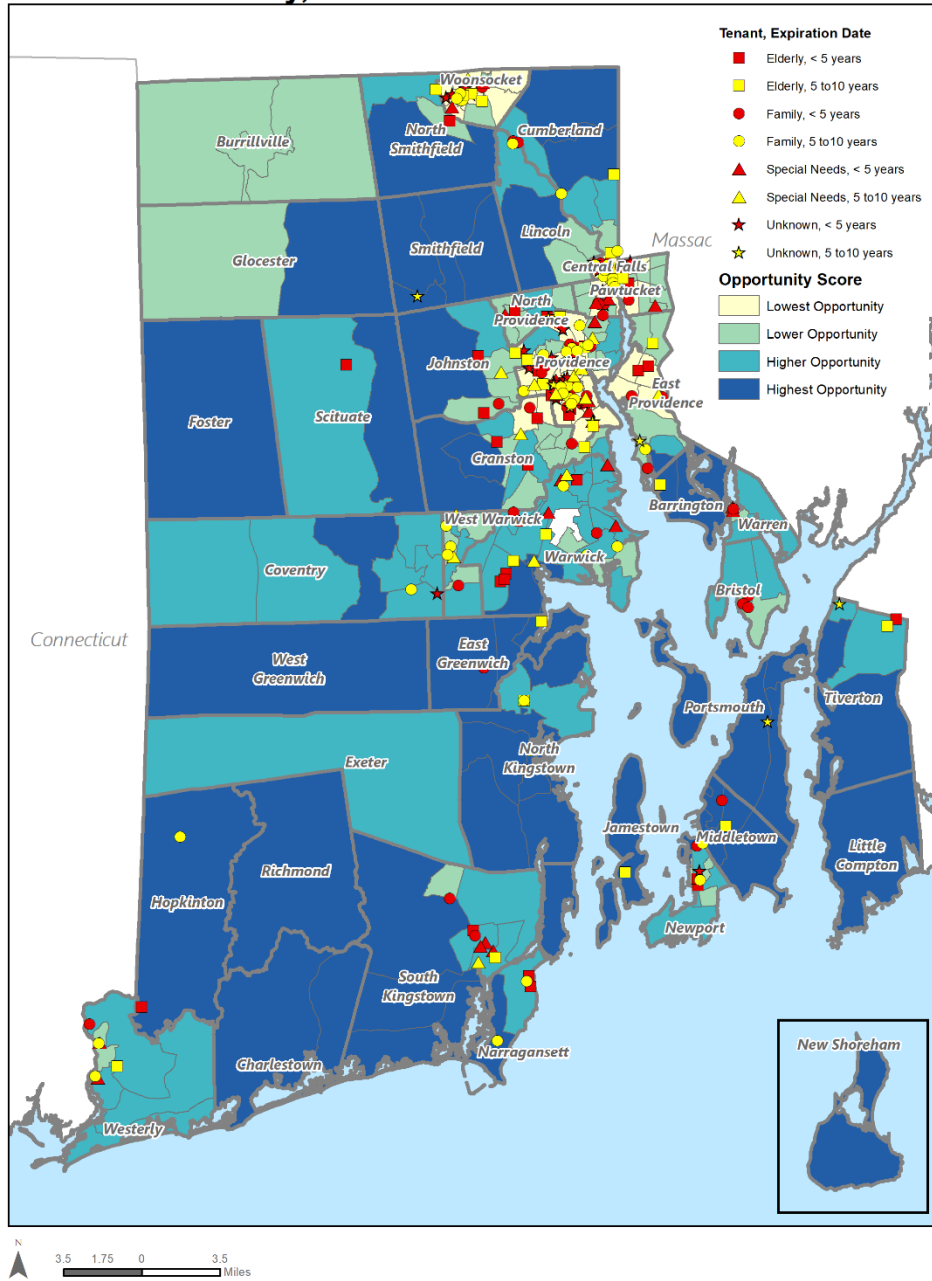 Tenant, Expiration Date
Elderly, < 5 years
Elderly, 5 to10 years
Family, < 5 years
Family, 5 to10 years
Special Needs, < 5 years
Special Needs, 5 to10 years
Unknown, < 5 years
Unknown, 5 to10 years
Opportunity Score
Lowest Opportunity
Lower Opportunity
Higher Opportunity
Highest Opportunity
Massac
Woonsocket
North
Smithfield
Cumberland
Burrillville
Lincoln
Smithfield
Glocester
Central Falls
Pawtucket
North
Providence
Johnston
Providence
East
Providence
Foster
Scituate
Cranston
Barrington
Warren
West Warwick
Warwick
Coventry
Bristol
Connecticut
West
Greenwich
East
Greenwich
Tiverton
Portsmouth
Exeter
North
Kingstown
Jamestown
Middletown
Little
Compton
Richmond
Hopkinton
Newport
South
Kingstown
Narragansett
Charlestown
Westerly
New Shoreham
N
3.5 1.75 0 3.5
Miles